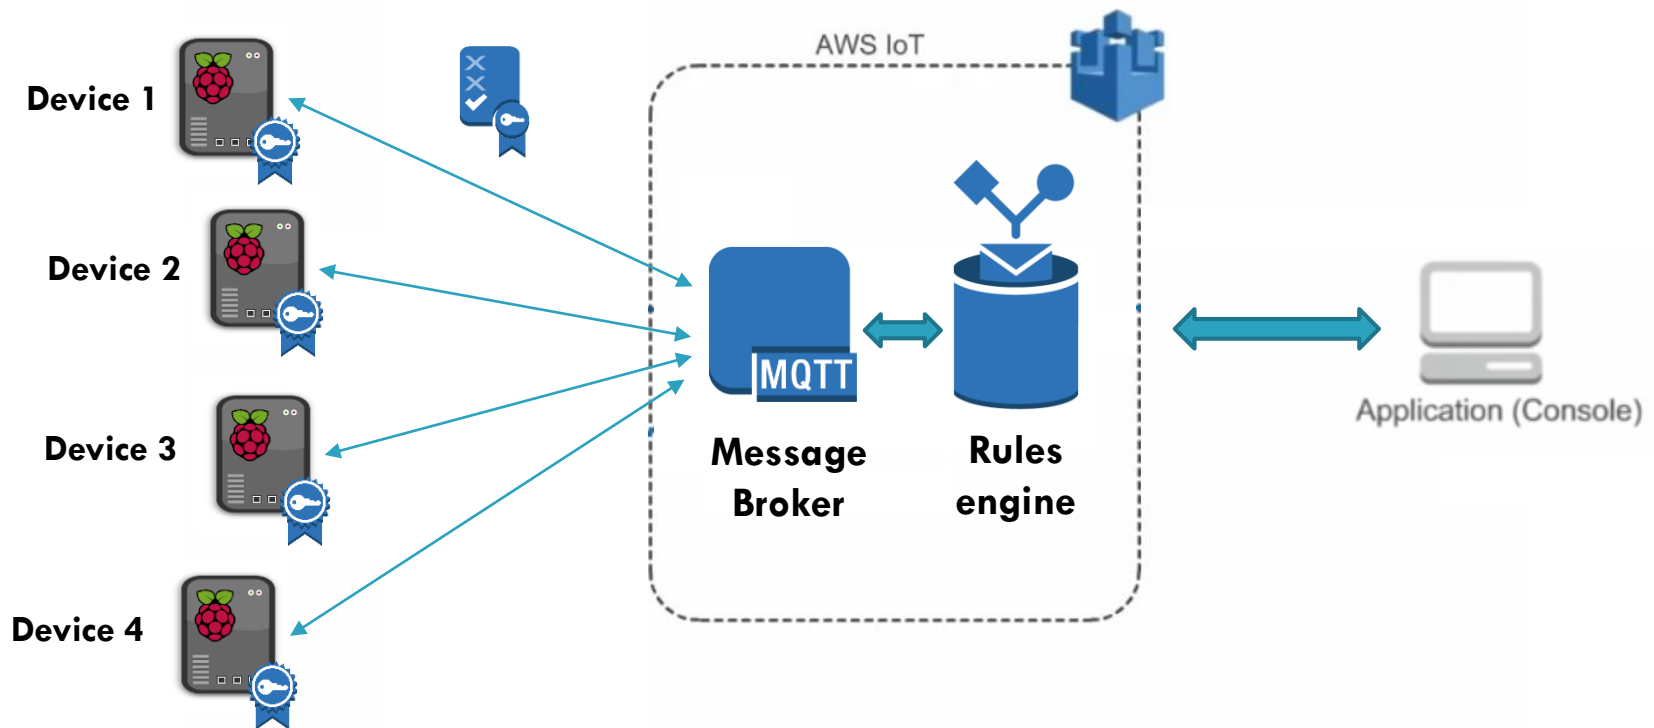 AWS IoT
Device 1
Device 2
Device 3
Device 4
MQTT
Message
Broker
Rules
engine
Application (Console)